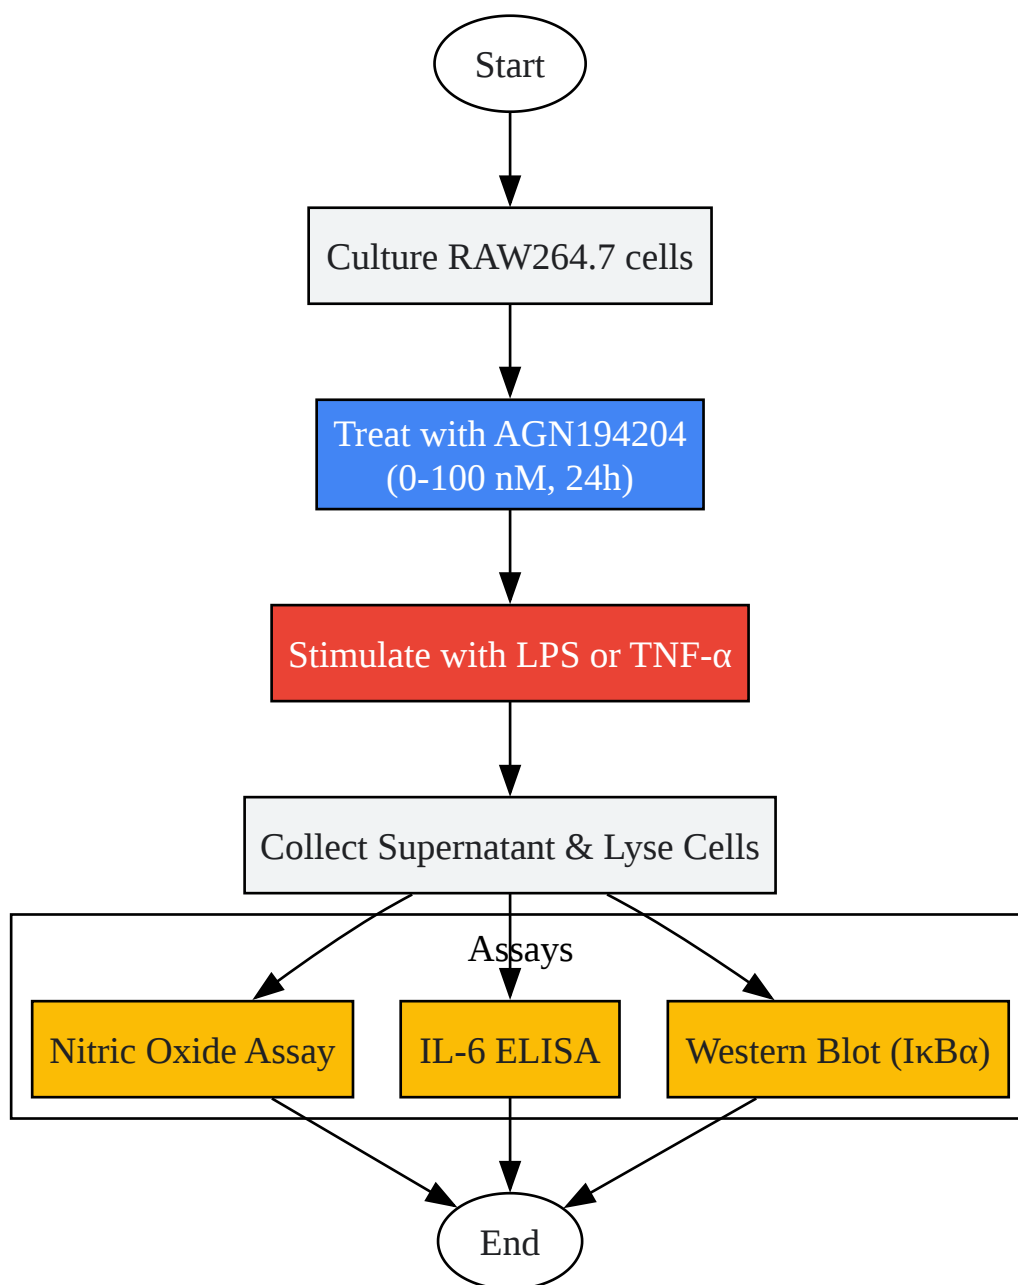 Start
Culture RAW264.7 cells
Treat with AGN194204
(0-100 nM, 24h)
Stimulate with LPS or TNF-α
Collect Supernatant & Lyse Cells
Assays
Nitric Oxide Assay
IL-6 ELISA
Western Blot (IκBα)
End